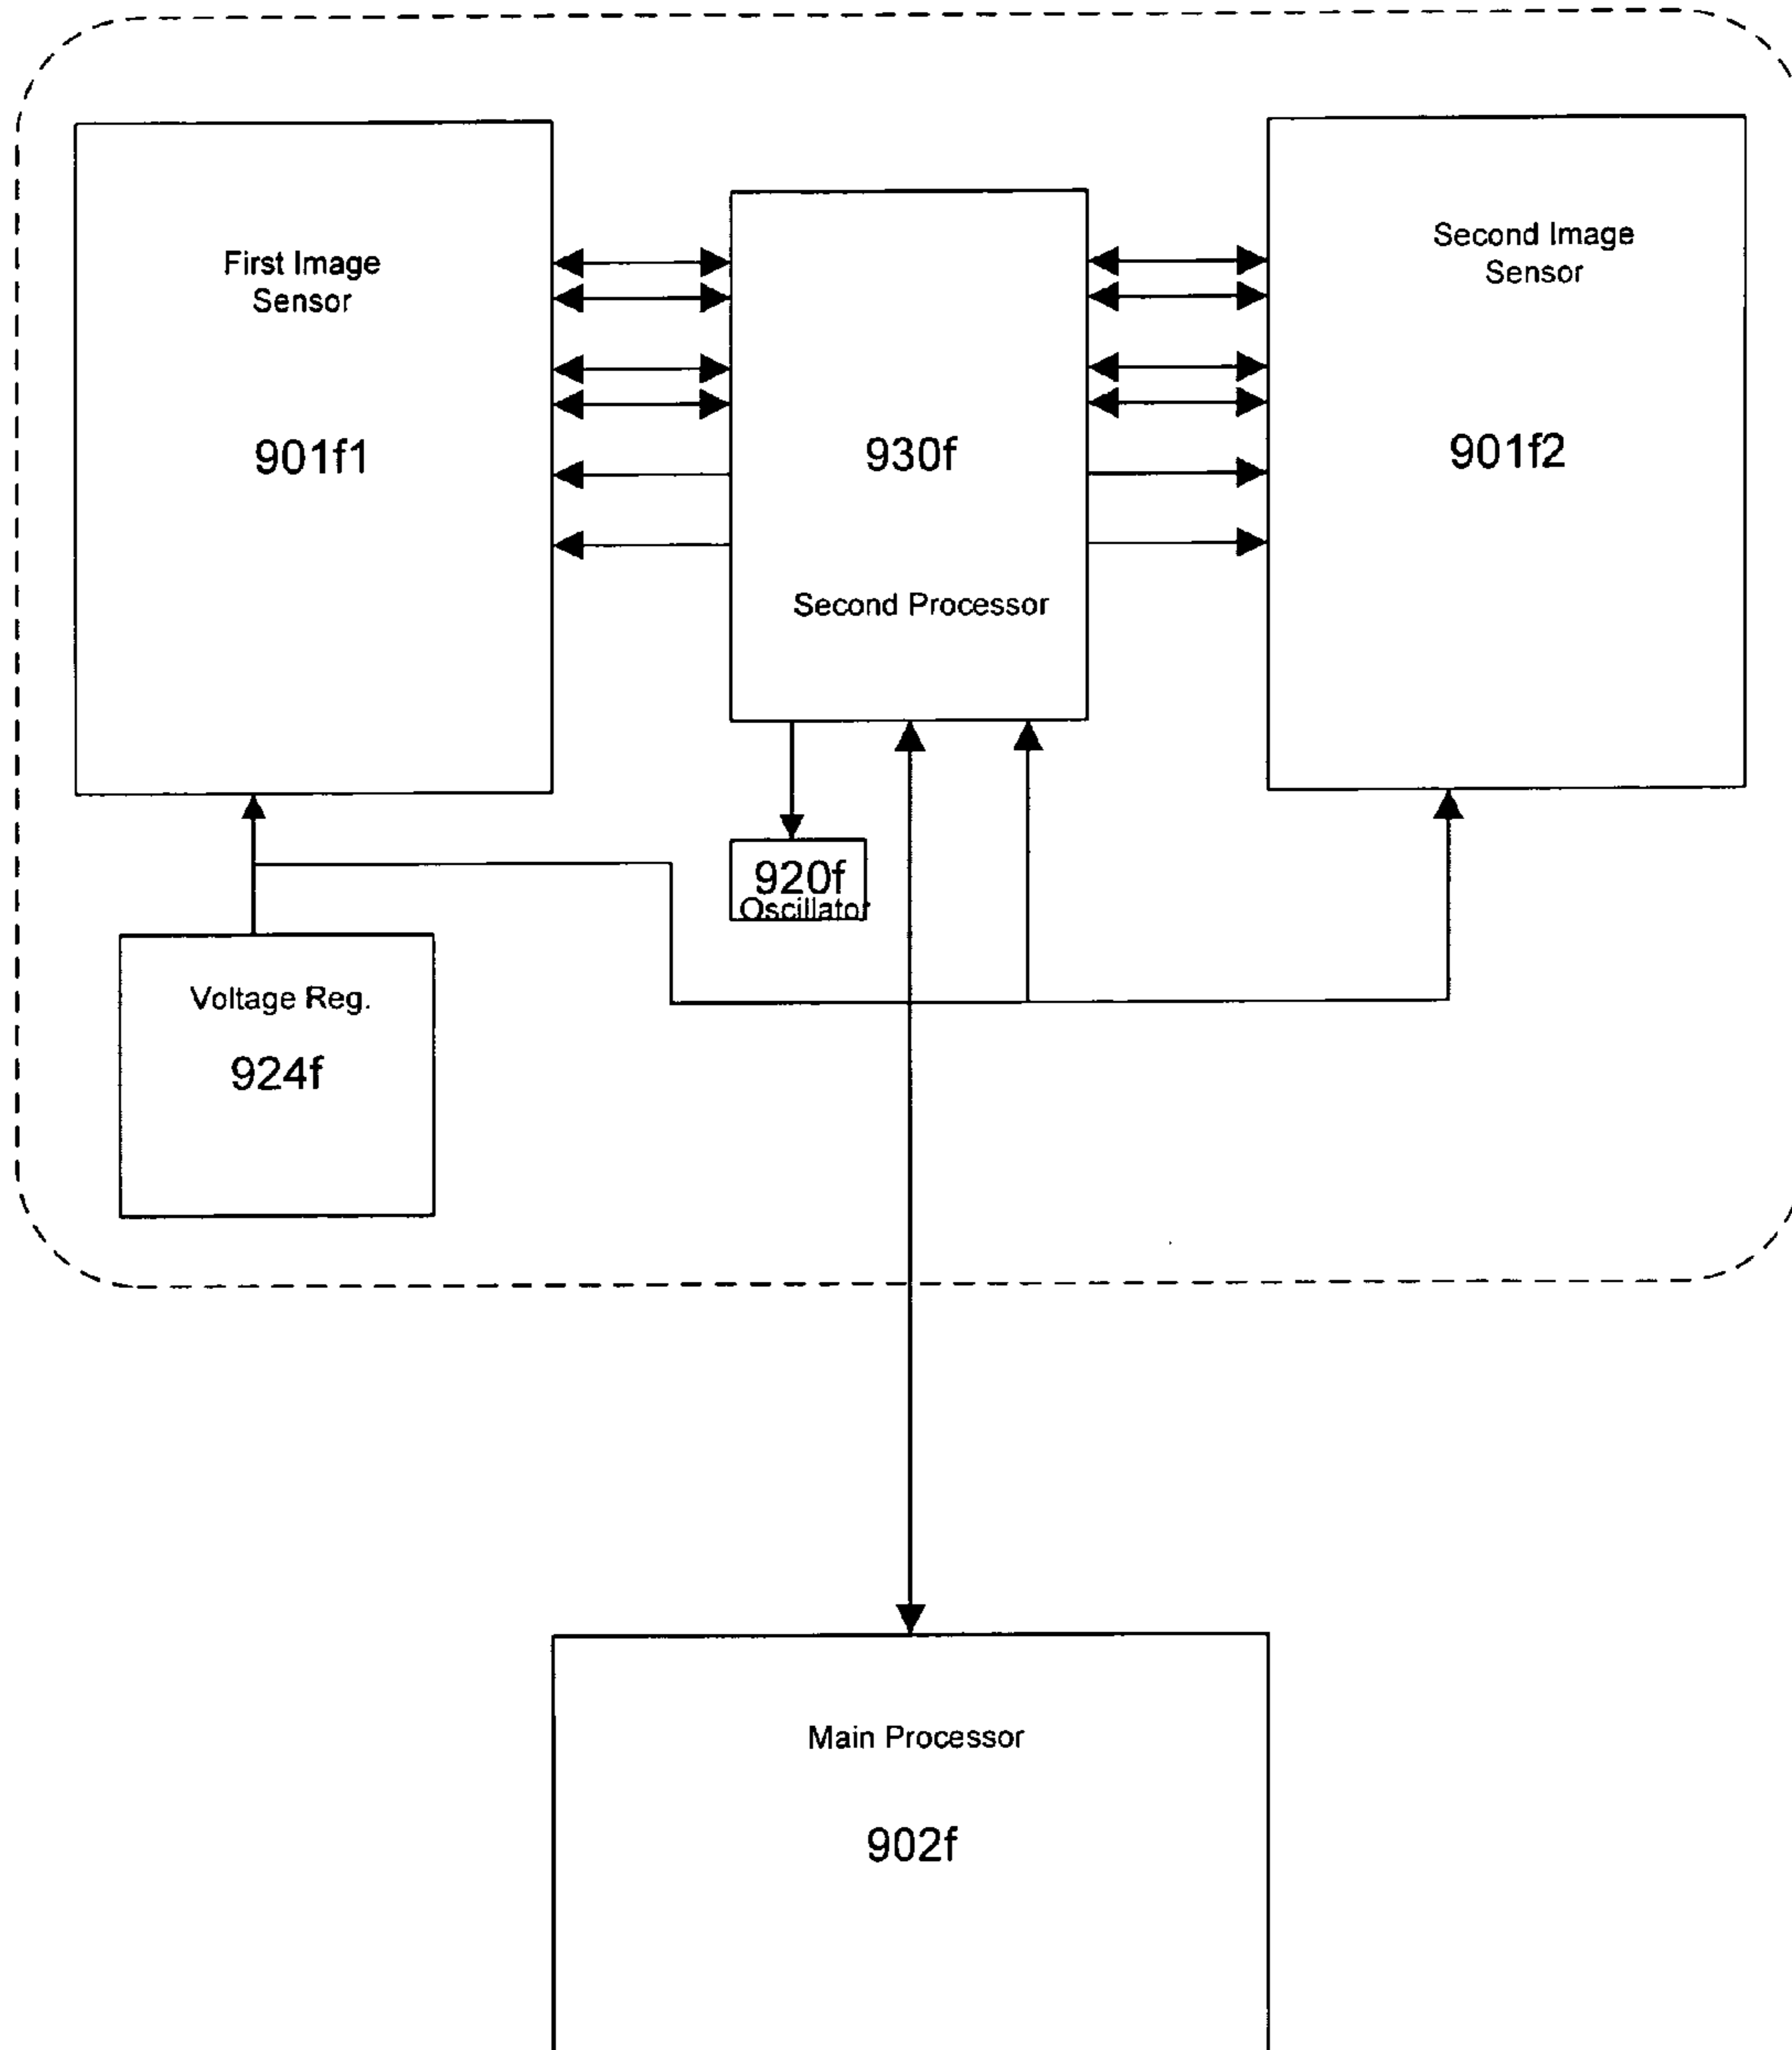 First Image
Sensor
901f1
930f
Second Processor
Second Image
Sensor
901f2
920f
Oscillator
Voltage Reg.
924f
Main Processor
902f